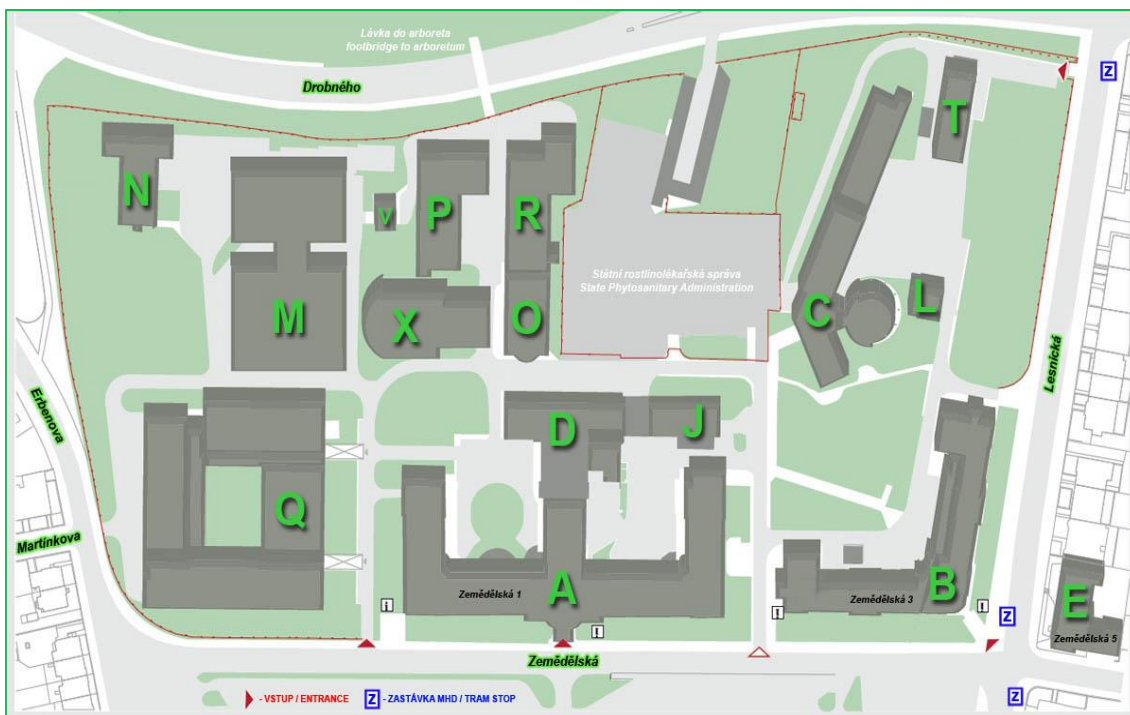 Lávka do arboreta
footbridge to arboretum
Drobného
Z
T
N
V
P
R
Státní rostlinolékařská správa
State Phytosanitary Administration
M
X
O
C
L
Lesnická
Erbenova
D
J
Q
Martínkova
A
B
E
Zemědělská 1
Zemědělská 3
Zemědělská 5
i
!
!
!
Z
Zemědělská
- VSTUP / ENTRANCE
Z - ZASTÁVKA MHD / TRAM STOP
Z